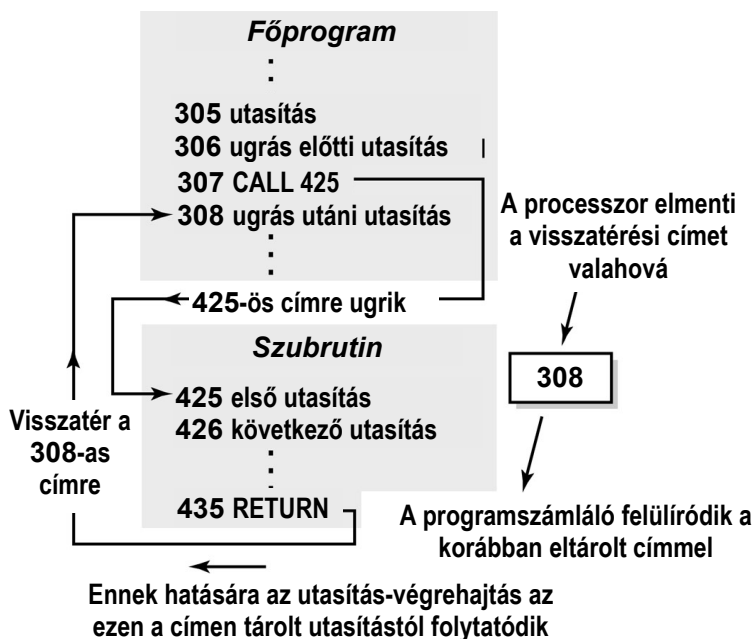 Főprogram
305 utasítás
306 ugrás előtti utasítás
307 CALL 425
308 ugrás utáni utasítás
A processzor elmenti
a visszatérési címet
valahová
425-ös címre ugrik
Szubrutin
308
425 első utasítás
426 következő utasítás
Visszatér a
308-as
címre
435 RETURN
A programszámláló felülíródik a
korábban eltárolt címmel
Ennek hatására az utasítás-végrehajtás az
ezen a címen tárolt utasítástól folytatódik